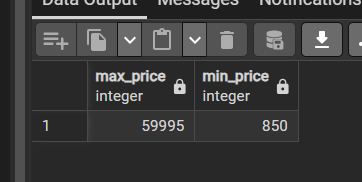 Data Output Messages Notifications
max_price min_price
integer integer
1 59995 850